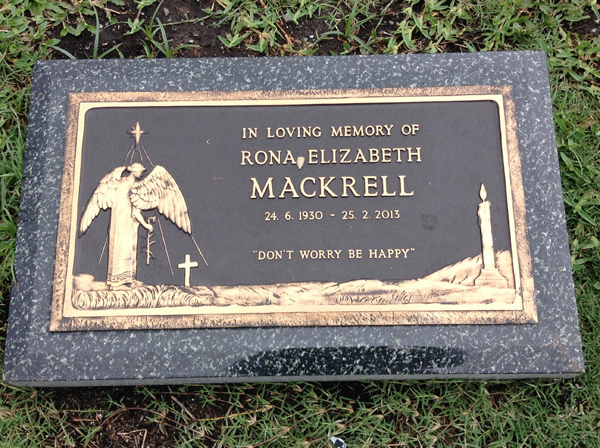 IN LOVING MEMORY OF
RONA ELIZABETH
MACKRELL
24. 6. 1930 - 25. 2. 2013
"DON'T WORRY BE HAPPY"